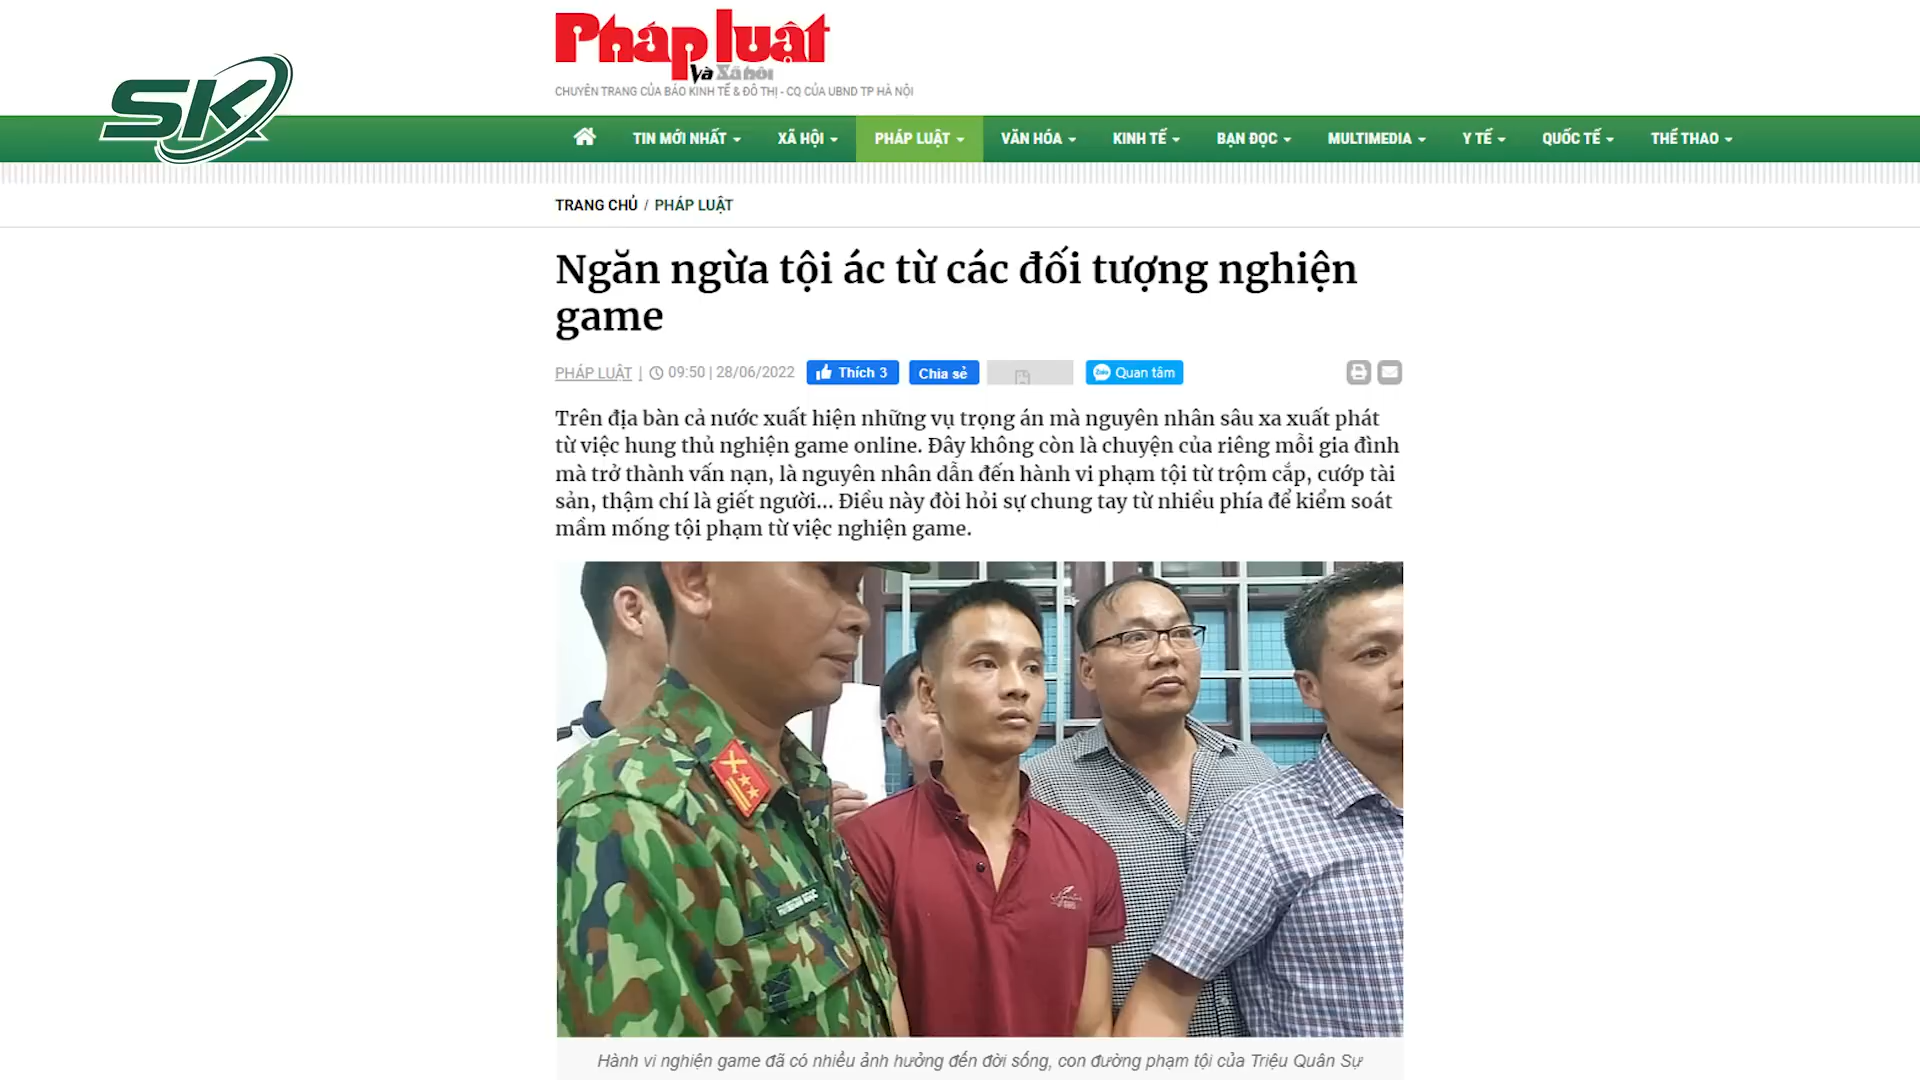 Pháp luật
Và Xã hội
CHUYÊN TRANG CỦA BÁO KINH TẾ & ĐÔ THỊ - CQ CỦA UBND TP HÀ NỘI
SK
TIN MỚI NHẤT XÃ HỘI PHÁP LUẬT VĂN HÓA KINH TẾ BẠN ĐỌC MULTIMEDIA Y TẾ QUỐC TẾ THỂ THAO
TRANG CHỦ / PHÁP LUẬT
Ngăn ngừa tội ác từ các đối tượng nghiện
game
PHÁP LUẬT | 09:50 | 28/06/2022 Thích 3 Chia sẻ Zalo Quan tâm
Trên địa bàn cả nước xuất hiện những vụ trọng án mà nguyên nhân sâu xa xuất phát
từ việc hung thủ nghiện game online. Đây không còn là chuyện của riêng mỗi gia đình
mà trở thành vấn nạn, là nguyên nhân dẫn đến hành vi phạm tội từ trộm cắp, cướp tài
sản, thậm chí là giết người... Điều này đòi hỏi sự chung tay từ nhiều phía để kiểm soát
mầm mống tội phạm từ việc nghiện game.
Hành vi nghiện game đã có nhiều ảnh hưởng đến đời sống, con đường phạm tội của Triệu Quân Sự